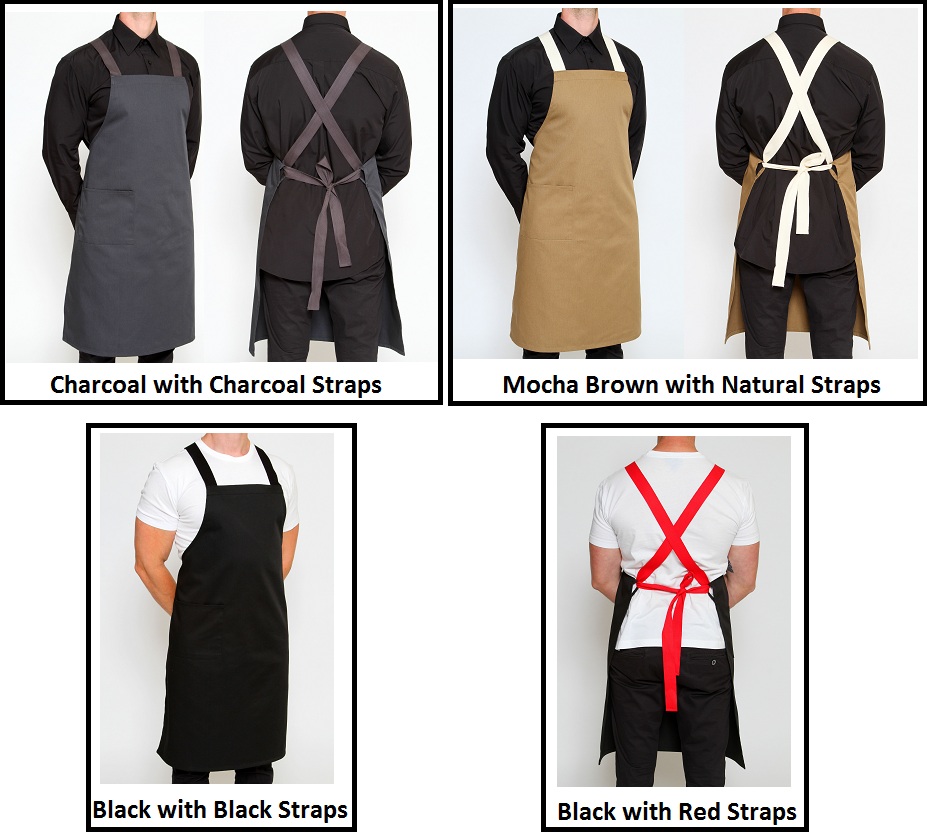 Charcoal with Charcoal Straps
Mocha Brown with Natural Straps
Black with Black Straps
Black with Red Straps